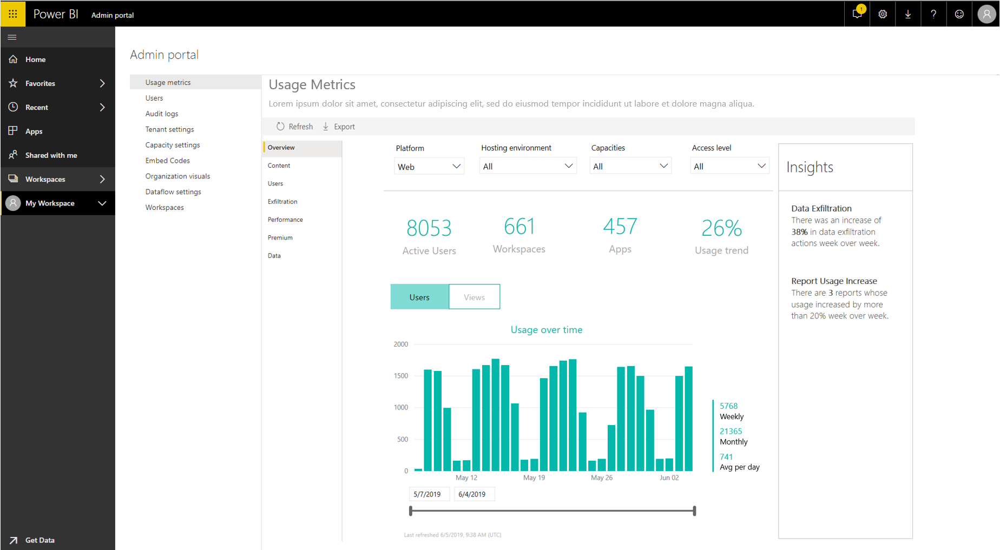 Power BI
Admin portal
1
?
Home
Favorites
Recent
Apps
Shared with me
Workspaces
My Workspace
Get Data
Admin portal
Usage metrics
Users
Audit logs
Tenant settings
Capacity settings
Embed Codes
Organization visuals
Dataflow settings
Workspaces
Usage Metrics
Lorem ipsum dolor sit amet, consectetur adipiscing elit, sed do eiusmod tempor incididunt ut labore et dolore magna aliqua.
Refresh Export
Overview
Content
Users
Exfiltration
Performance
Premium
Data
Platform Hosting environment Capacities Access level
Web All All All
8053 661 457 26%
Active Users Workspaces Apps Usage trend
Users Views
Usage over time
2000
1500
1000
500
0
May 12 May 19 May 26 Jun 02
5768
Weekly
21365
Monthly
741
Avg per day
5/7/2019 6/4/2019
Last refreshed 6/5/2019, 9:38 AM (UTC)
Insights
Data Exfiltration
There was an increase of
38% in data exfiltration
actions week over week.
Report Usage Increase
There are 3 reports whose
usage increased by more
than 20% week over week.